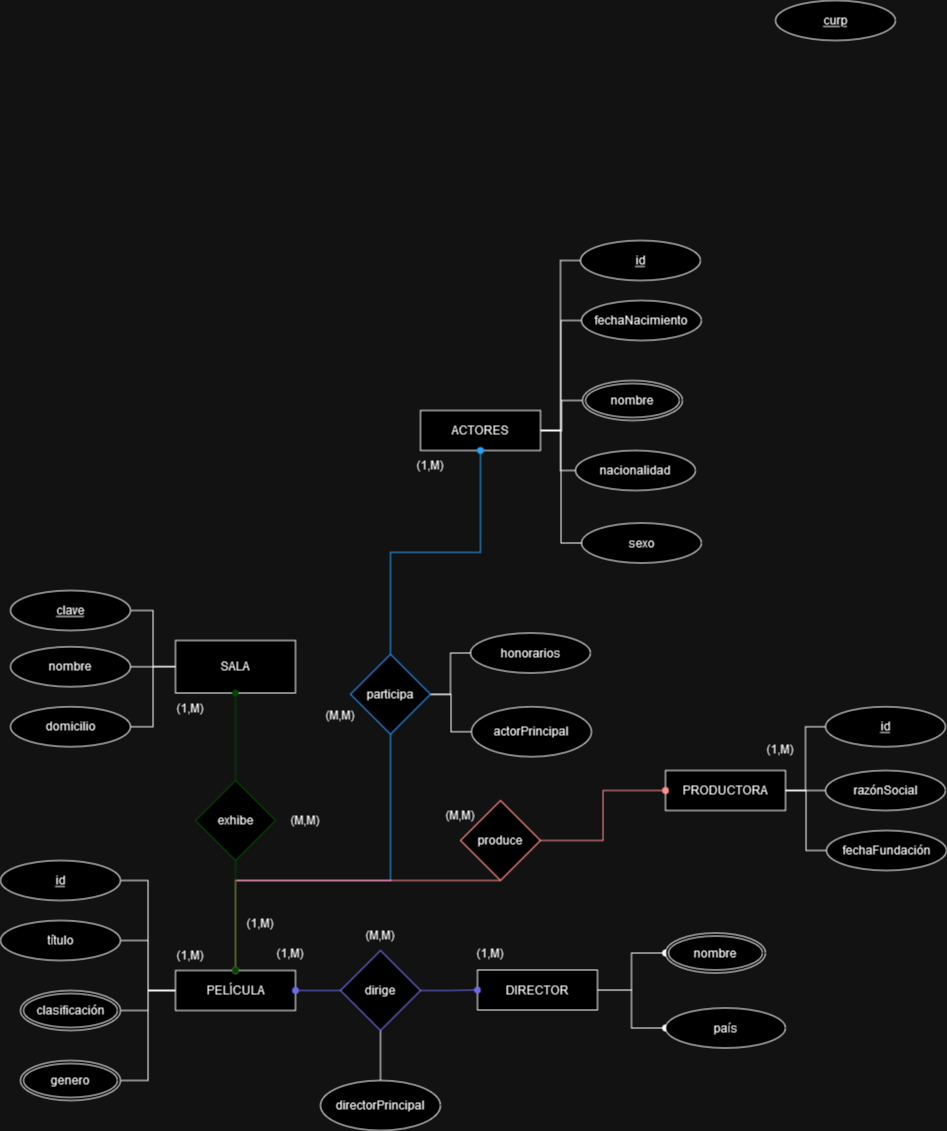 curp
id
fechaNacimiento
nombre
ACTORES
(1,M)
nacionalidad
sexo
clave
nombre
domicilio
SALA
(1,M)
participa
(M,M)
honorarios
actorPrincipal
(1,M)
id
PRODUCTORA
razónSocial
fechaFundación
exhibe
(M,M)
(M,M)
produce
id
título
clasificación
genero
(1,M)
(1,M)
(1,M)
PELÍCULA
(M,M)
dirige
directorPrincipal
(1,M)
DIRECTOR
nombre
país